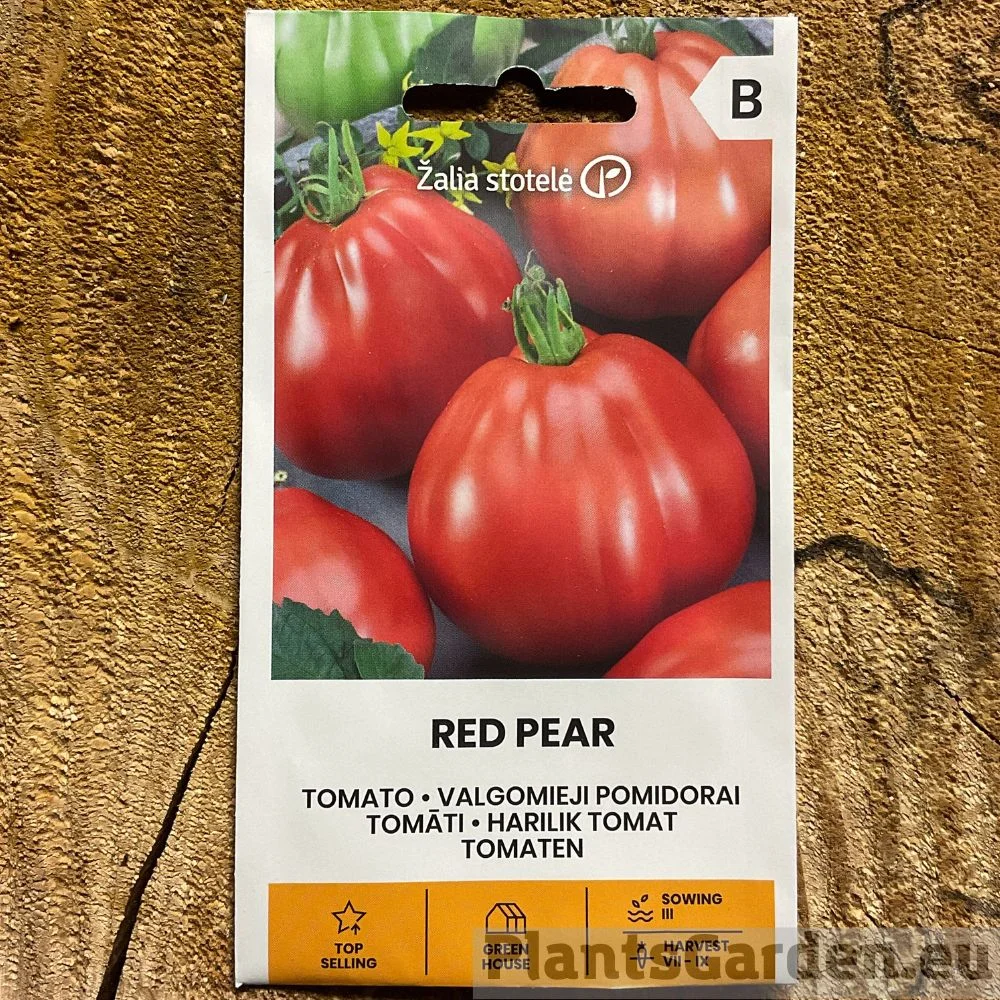 B
Žalia stotelė
RED PEAR
TOMATO • VALGOMIEJI POMIDORAI
TOMĀTI • HARILIK TOMAT
TOMATEN
TOP
SELLING
GREEN
HOUSE
SOWING
III
HARVEST
VII - IX
PlantsGarden.eu